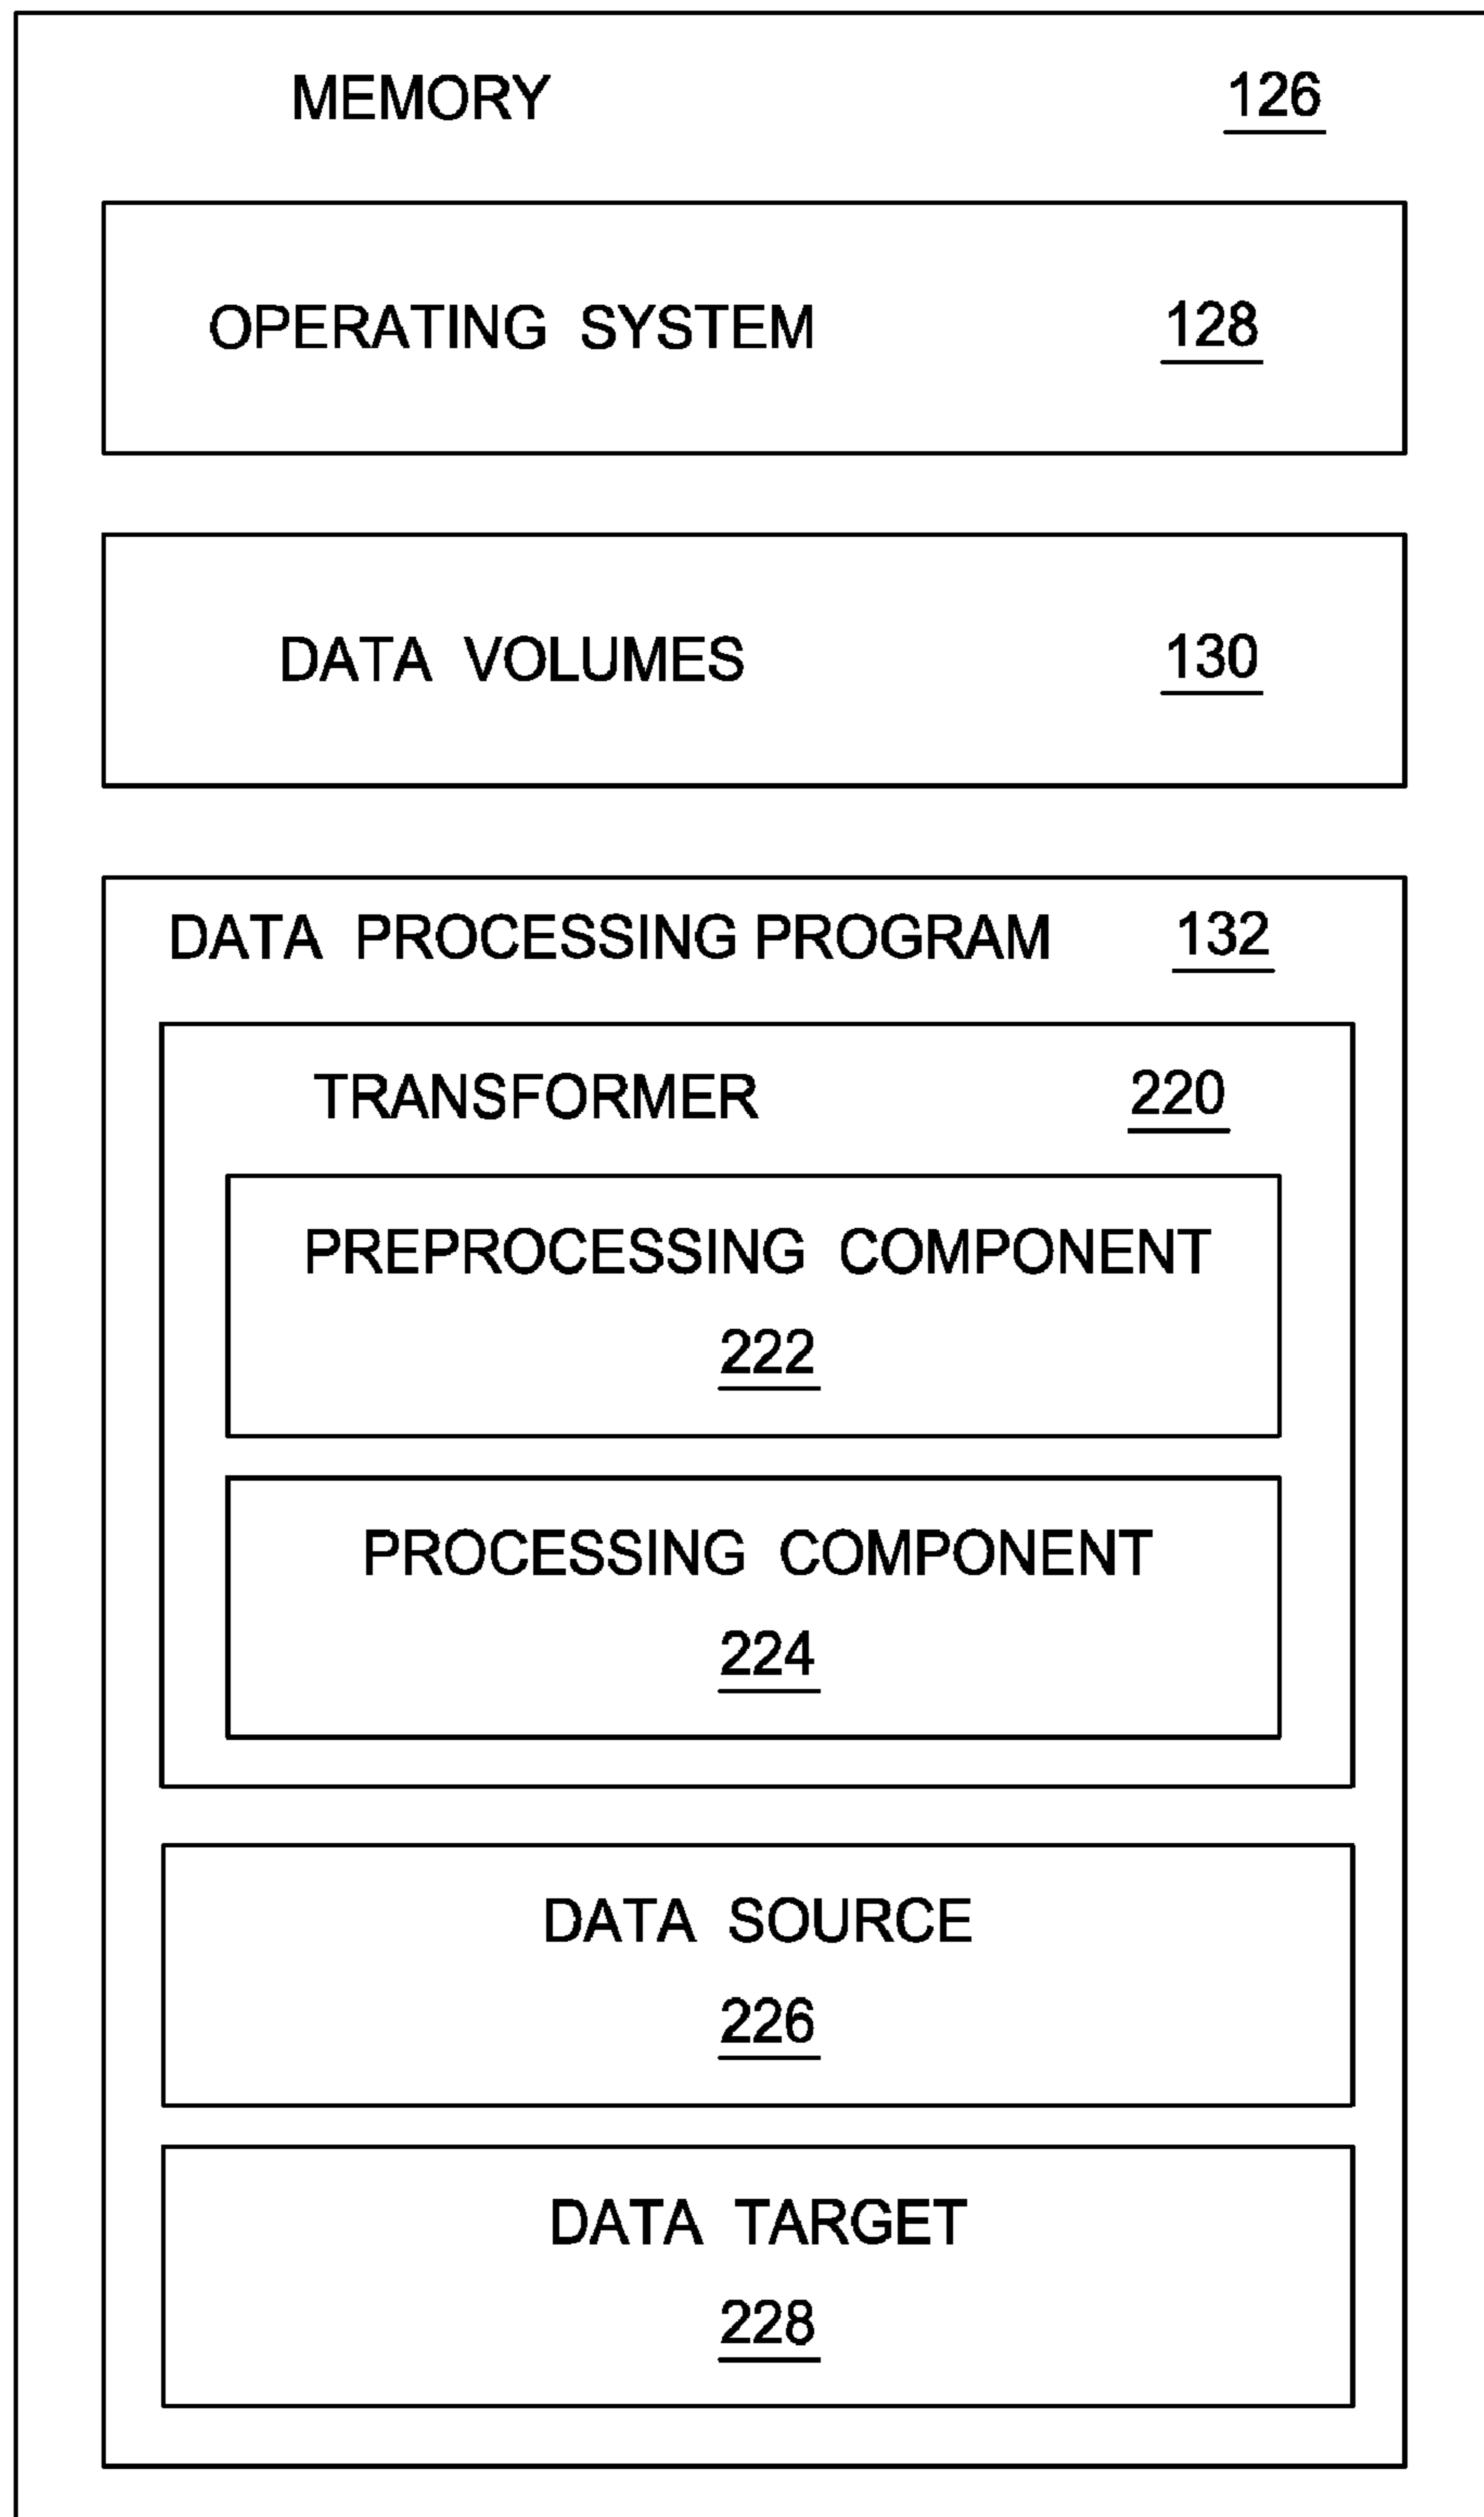 MEMORY 126
OPERATING SYSTEM 128
DATA VOLUMES 130
DATA PROCESSING PROGRAM 132
TRANSFORMER 220
PREPROCESSING COMPONENT
222
PROCESSING COMPONENT
224
DATA SOURCE
226
DATA TARGET
228